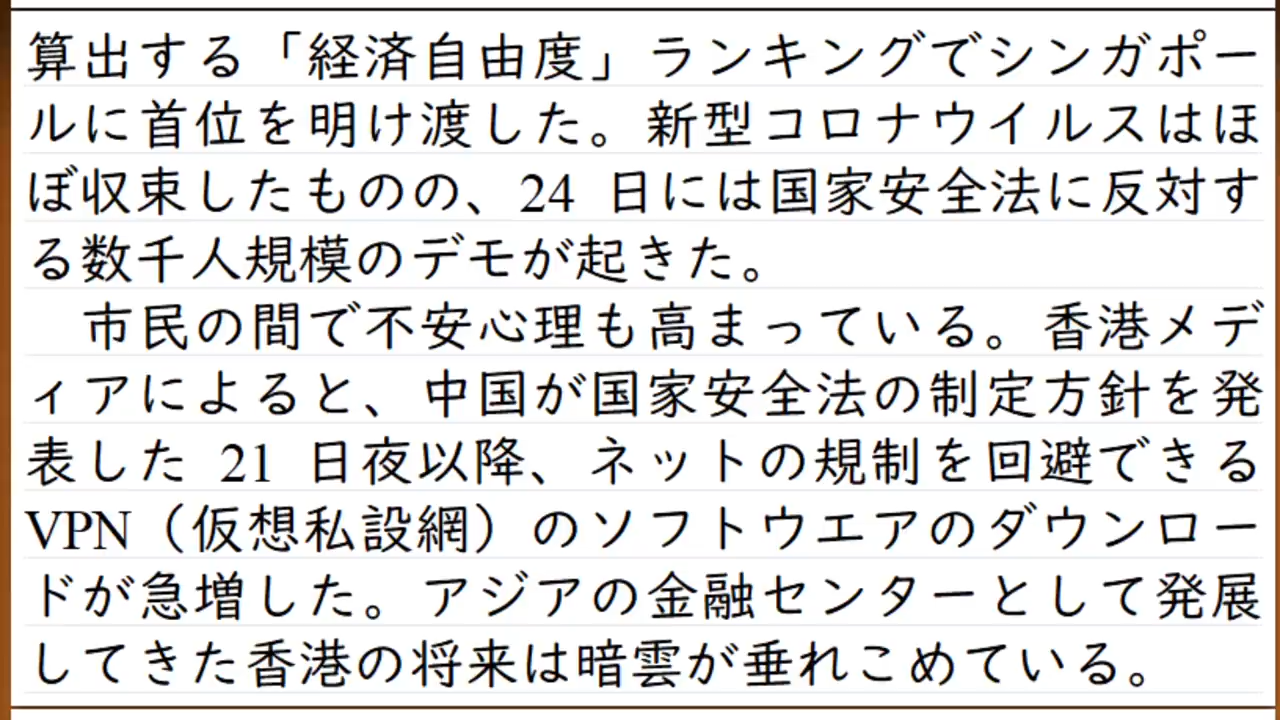 算出する「経済自由度」ランキングでシンガポー
ルに首位を明け渡した。新型コロナウイルスはほ
ぼ収束したものの、24 日には国家安全法に反対す
る数千人規模のデモが起きた。
　市民の間で不安心理も高まっている。香港メデ
ィアによると、中国が国家安全法の制定方針を発
表した 21 日夜以降、ネットの規制を回避できる
VPN（仮想私設網）のソフトウエアのダウンロー
ドが急増した。アジアの金融センターとして発展
してきた香港の将来は暗雲が垂れこめている。